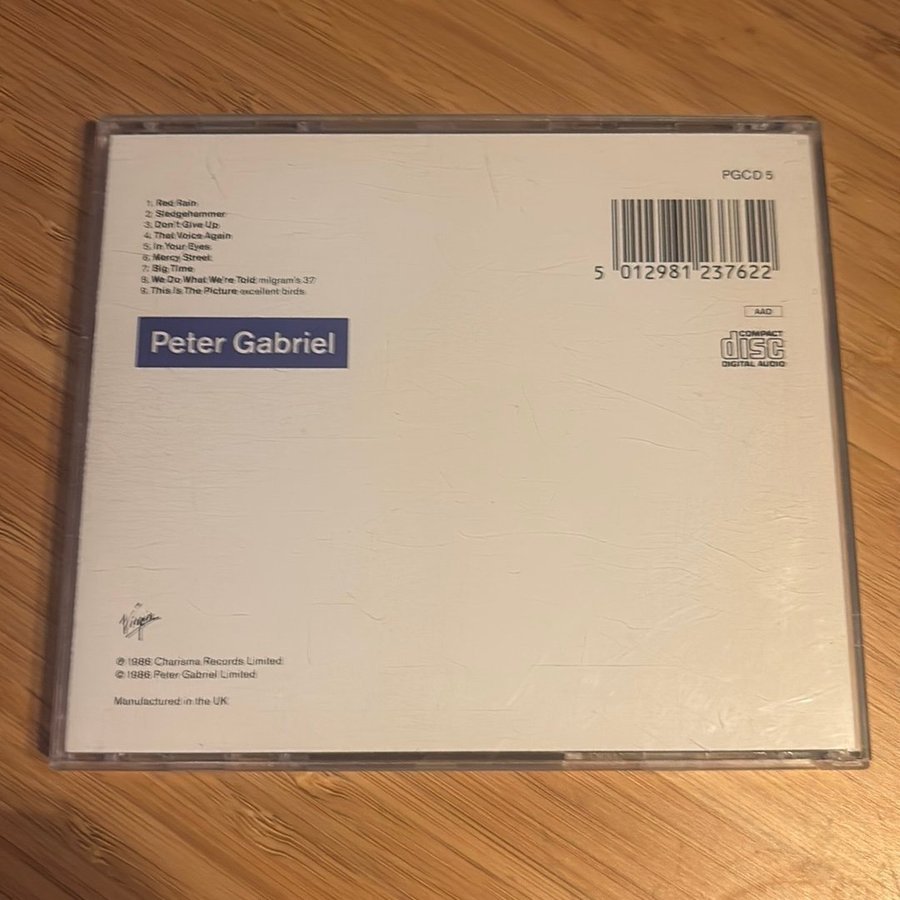 PGCD 5
1. Red Rain
2. Sledgehammer
3. Don't Give Up
4. That Voice Again
5. In Your Eyes
6. Mercy Street
7. Big Time
8. We Do What We're Told milgram's 37
9. This Is The Picture excellent birds
5 012981 237622
AAD
COMPACT
disc
DIGITAL AUDIO
Peter Gabriel
Virgin
℗ 1986 Charisma Records Limited
© 1986 Peter Gabriel Limited
Manufactured in the UK